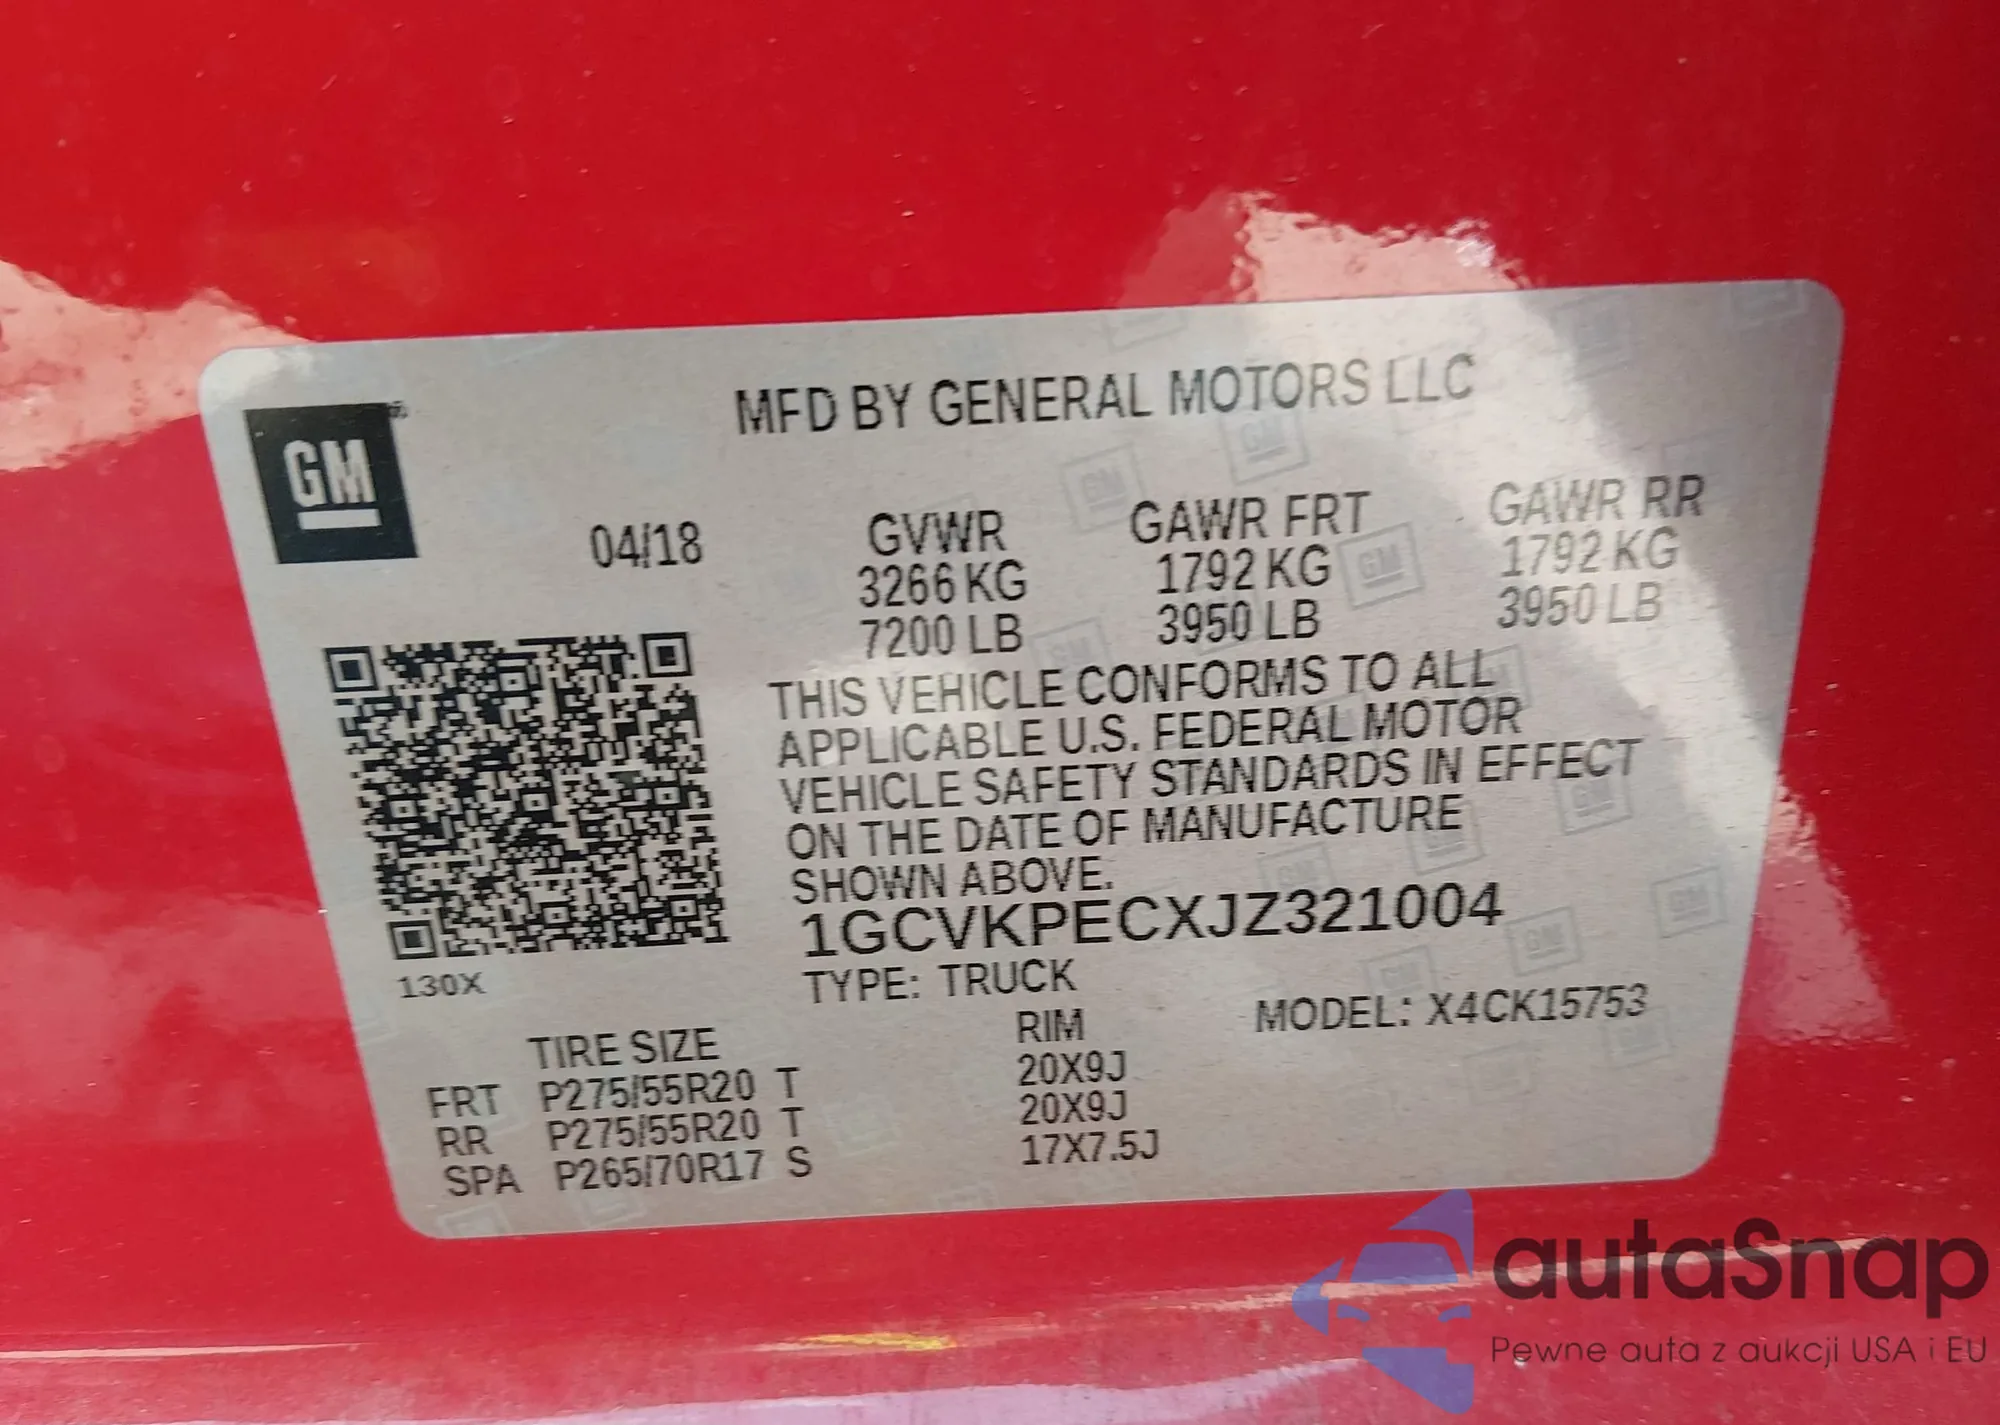 MFD BY GENERAL MOTORS LLC
GM
04/18
GVWR GAWR FRT GAWR RR
3266 KG 1792 KG 1792 KG
7200 LB 3950 LB 3950 LB
THIS VEHICLE CONFORMS TO ALL
APPLICABLE U.S. FEDERAL MOTOR
VEHICLE SAFETY STANDARDS IN EFFECT
ON THE DATE OF MANUFACTURE
SHOWN ABOVE.
1GCVKPECXJZ321004
130X
TYPE: TRUCK
MODEL: X4CK15753
TIRE SIZE RIM
FRT P275/55R20 T 20X9J
RR P275/55R20 T 20X9J
SPA P265/70R17 S 17X7.5J
autaSnap
Pewne auta z aukcji USA i EU